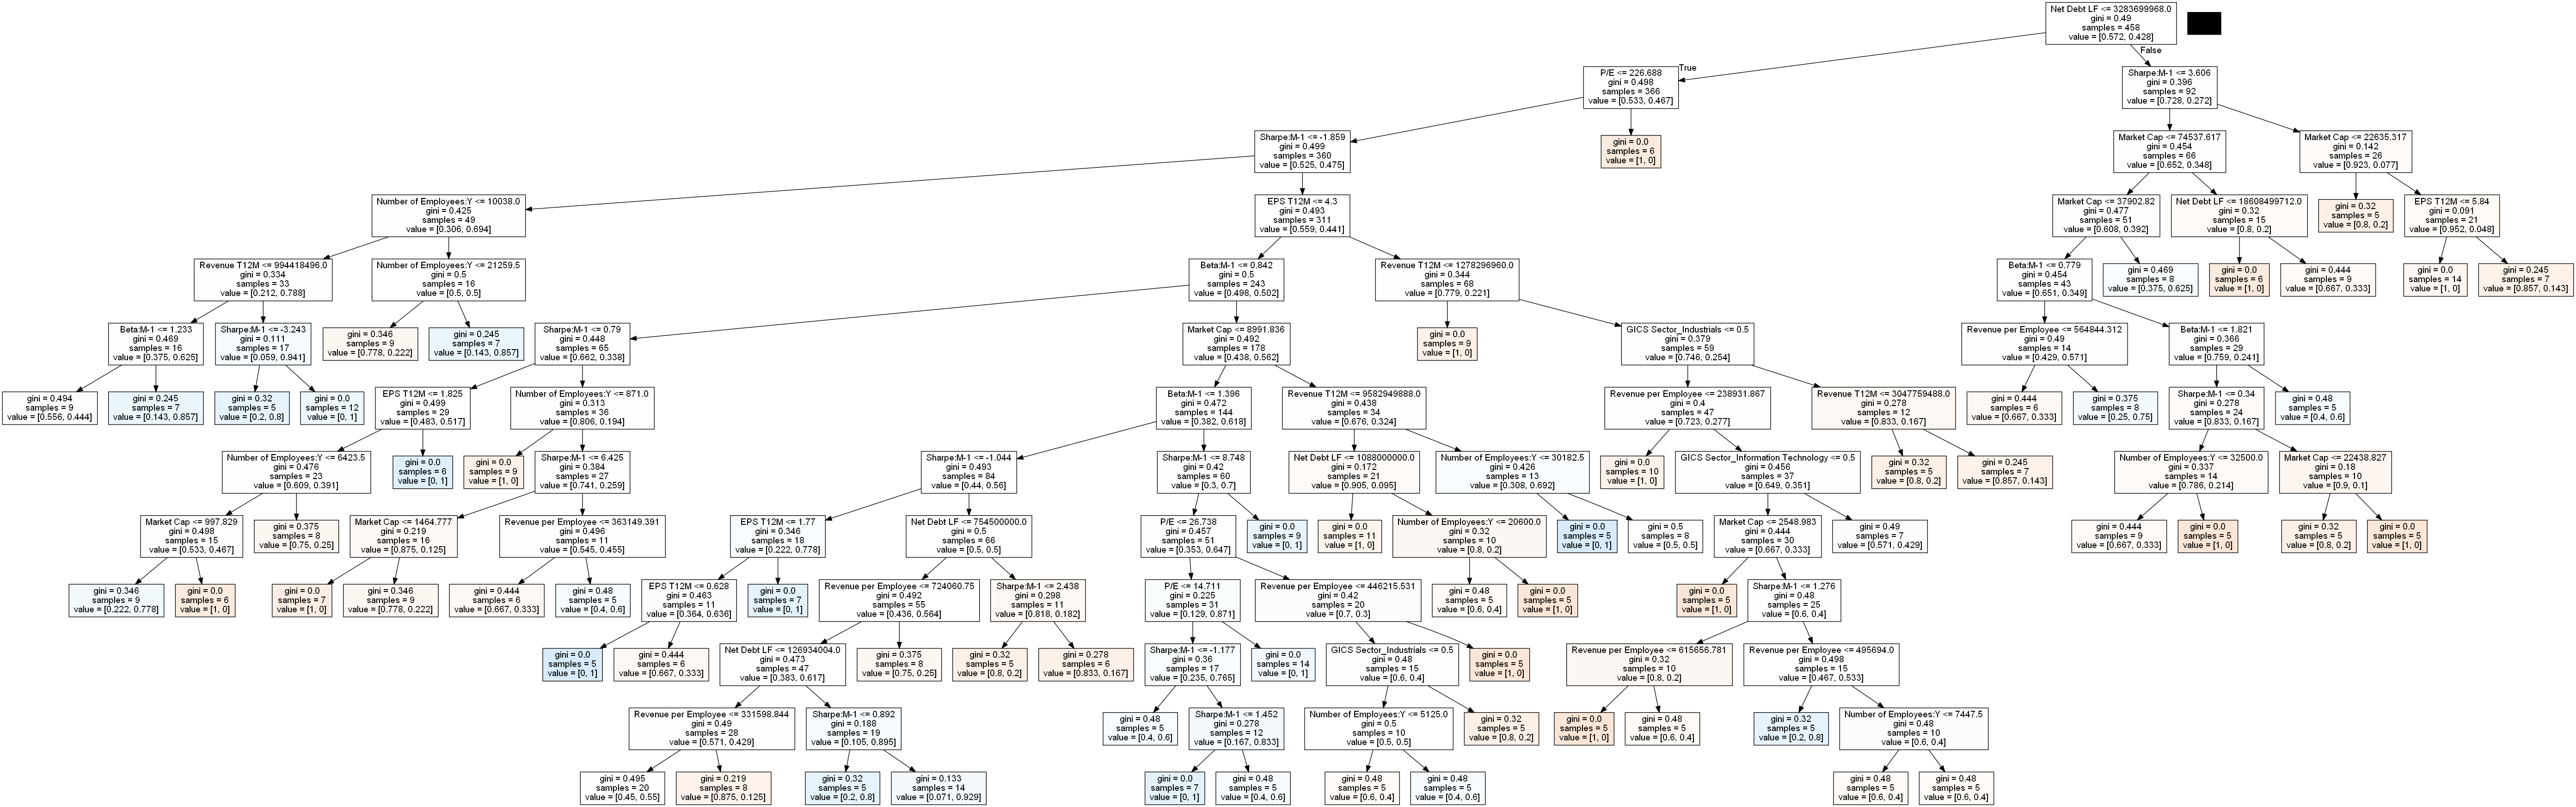 Net Debt LF <= 3283699968.0
gini = 0.49
samples = 458
value = [0.572, 0.428]
True
False
P/E <= 226.688
gini = 0.498
samples = 366
value = [0.533, 0.467]
Sharpe:M-1 <= 3.606
gini = 0.396
samples = 92
value = [0.728, 0.272]
Sharpe:M-1 <= -1.859
gini = 0.499
samples = 360
value = [0.525, 0.475]
gini = 0.0
samples = 6
value = [1, 0]
Market Cap <= 74537.617
gini = 0.454
samples = 66
value = [0.652, 0.348]
Market Cap <= 22635.317
gini = 0.142
samples = 26
value = [0.923, 0.077]
Number of Employees:Y <= 10038.0
gini = 0.425
samples = 49
value = [0.306, 0.694]
EPS T12M <= 4.3
gini = 0.493
samples = 311
value = [0.559, 0.441]
Market Cap <= 37902.82
gini = 0.477
samples = 51
value = [0.608, 0.392]
Net Debt LF <= 18608499712.0
gini = 0.32
samples = 15
value = [0.8, 0.2]
gini = 0.32
samples = 5
value = [0.8, 0.2]
EPS T12M <= 5.84
gini = 0.091
samples = 21
value = [0.952, 0.048]
Revenue T12M <= 994418496.0
gini = 0.334
samples = 33
value = [0.212, 0.788]
Number of Employees:Y <= 21259.5
gini = 0.5
samples = 16
value = [0.5, 0.5]
Beta:M-1 <= 0.842
gini = 0.5
samples = 243
value = [0.498, 0.502]
Revenue T12M <= 1278296960.0
gini = 0.344
samples = 68
value = [0.779, 0.221]
Beta:M-1 <= 0.779
gini = 0.454
samples = 43
value = [0.651, 0.349]
gini = 0.469
samples = 8
value = [0.375, 0.625]
gini = 0.0
samples = 6
value = [1, 0]
gini = 0.444
samples = 9
value = [0.667, 0.333]
gini = 0.0
samples = 14
value = [1, 0]
gini = 0.245
samples = 7
value = [0.857, 0.143]
Beta:M-1 <= 1.233
gini = 0.469
samples = 16
value = [0.375, 0.625]
Sharpe:M-1 <= -3.243
gini = 0.111
samples = 17
value = [0.059, 0.941]
gini = 0.346
samples = 9
value = [0.778, 0.222]
gini = 0.245
samples = 7
value = [0.143, 0.857]
Sharpe:M-1 <= 0.79
gini = 0.448
samples = 65
value = [0.662, 0.338]
Market Cap <= 8991.836
gini = 0.492
samples = 178
value = [0.438, 0.562]
gini = 0.0
samples = 9
value = [1, 0]
GICS Sector_Industrials <= 0.5
gini = 0.379
samples = 59
value = [0.746, 0.254]
Revenue per Employee <= 564844.312
gini = 0.49
samples = 14
value = [0.429, 0.571]
Beta:M-1 <= 1.821
gini = 0.366
samples = 29
value = [0.759, 0.241]
gini = 0.494
samples = 9
value = [0.556, 0.444]
gini = 0.245
samples = 7
value = [0.143, 0.857]
gini = 0.32
samples = 5
value = [0.2, 0.8]
gini = 0.0
samples = 12
value = [0, 1]
EPS T12M <= 1.825
gini = 0.499
samples = 29
value = [0.483, 0.517]
Number of Employees:Y <= 871.0
gini = 0.313
samples = 36
value = [0.806, 0.194]
Beta:M-1 <= 1.396
gini = 0.472
samples = 144
value = [0.382, 0.618]
Revenue T12M <= 9582949888.0
gini = 0.438
samples = 34
value = [0.676, 0.324]
Revenue per Employee <= 238931.867
gini = 0.4
samples = 47
value = [0.723, 0.277]
Revenue T12M <= 3047759488.0
gini = 0.278
samples = 12
value = [0.833, 0.167]
gini = 0.444
samples = 6
value = [0.667, 0.333]
gini = 0.375
samples = 8
value = [0.25, 0.75]
Sharpe:M-1 <= 0.34
gini = 0.278
samples = 24
value = [0.833, 0.167]
gini = 0.48
samples = 5
value = [0.4, 0.6]
Number of Employees:Y <= 6423.5
gini = 0.476
samples = 23
value = [0.609, 0.391]
gini = 0.0
samples = 6
value = [0, 1]
gini = 0.0
samples = 9
value = [1, 0]
Sharpe:M-1 <= 6.425
gini = 0.384
samples = 27
value = [0.741, 0.259]
Sharpe:M-1 <= -1.044
gini = 0.493
samples = 84
value = [0.44, 0.56]
Sharpe:M-1 <= 8.748
gini = 0.42
samples = 60
value = [0.3, 0.7]
Net Debt LF <= 1088000000.0
gini = 0.172
samples = 21
value = [0.905, 0.095]
Number of Employees:Y <= 30182.5
gini = 0.426
samples = 13
value = [0.308, 0.692]
gini = 0.0
samples = 10
value = [1, 0]
GICS Sector_Information Technology <= 0.5
gini = 0.456
samples = 37
value = [0.649, 0.351]
gini = 0.32
samples = 5
value = [0.8, 0.2]
gini = 0.245
samples = 7
value = [0.857, 0.143]
Number of Employees:Y <= 32500.0
gini = 0.337
samples = 14
value = [0.786, 0.214]
Market Cap <= 22438.827
gini = 0.18
samples = 10
value = [0.9, 0.1]
Market Cap <= 997.829
gini = 0.498
samples = 15
value = [0.533, 0.467]
gini = 0.375
samples = 8
value = [0.75, 0.25]
Market Cap <= 1464.777
gini = 0.219
samples = 16
value = [0.875, 0.125]
Revenue per Employee <= 363149.391
gini = 0.496
samples = 11
value = [0.545, 0.455]
EPS T12M <= 1.77
gini = 0.346
samples = 18
value = [0.222, 0.778]
Net Debt LF <= 754500000.0
gini = 0.5
samples = 66
value = [0.5, 0.5]
P/E <= 26.738
gini = 0.457
samples = 51
value = [0.353, 0.647]
gini = 0.0
samples = 9
value = [0, 1]
gini = 0.0
samples = 11
value = [1, 0]
Number of Employees:Y <= 20600.0
gini = 0.32
samples = 10
value = [0.8, 0.2]
gini = 0.0
samples = 5
value = [0, 1]
gini = 0.5
samples = 8
value = [0.5, 0.5]
Market Cap <= 2548.983
gini = 0.444
samples = 30
value = [0.667, 0.333]
gini = 0.49
samples = 7
value = [0.571, 0.429]
gini = 0.444
samples = 9
value = [0.667, 0.333]
gini = 0.0
samples = 5
value = [1, 0]
gini = 0.32
samples = 5
value = [0.8, 0.2]
gini = 0.0
samples = 5
value = [1, 0]
gini = 0.346
samples = 9
value = [0.222, 0.778]
gini = 0.0
samples = 6
value = [1, 0]
gini = 0.0
samples = 7
value = [1, 0]
gini = 0.346
samples = 9
value = [0.778, 0.222]
gini = 0.444
samples = 6
value = [0.667, 0.333]
gini = 0.48
samples = 5
value = [0.4, 0.6]
EPS T12M <= 0.628
gini = 0.463
samples = 11
value = [0.364, 0.636]
gini = 0.0
samples = 7
value = [0, 1]
Revenue per Employee <= 724060.75
gini = 0.492
samples = 55
value = [0.436, 0.564]
Sharpe:M-1 <= 2.438
gini = 0.298
samples = 11
value = [0.818, 0.182]
P/E <= 14.711
gini = 0.225
samples = 31
value = [0.129, 0.871]
Revenue per Employee <= 446215.531
gini = 0.42
samples = 20
value = [0.7, 0.3]
gini = 0.48
samples = 5
value = [0.6, 0.4]
gini = 0.0
samples = 5
value = [1, 0]
gini = 0.0
samples = 5
value = [1, 0]
Sharpe:M-1 <= 1.276
gini = 0.48
samples = 25
value = [0.6, 0.4]
gini = 0.0
samples = 5
value = [0, 1]
gini = 0.444
samples = 6
value = [0.667, 0.333]
Net Debt LF <= 126934004.0
gini = 0.473
samples = 47
value = [0.383, 0.617]
gini = 0.375
samples = 8
value = [0.75, 0.25]
gini = 0.32
samples = 5
value = [0.8, 0.2]
gini = 0.278
samples = 6
value = [0.833, 0.167]
Sharpe:M-1 <= -1.177
gini = 0.36
samples = 17
value = [0.235, 0.765]
gini = 0.0
samples = 14
value = [0, 1]
GICS Sector_Industrials <= 0.5
gini = 0.48
samples = 15
value = [0.6, 0.4]
gini = 0.0
samples = 5
value = [1, 0]
Revenue per Employee <= 615656.781
gini = 0.32
samples = 10
value = [0.8, 0.2]
Revenue per Employee <= 495694.0
gini = 0.498
samples = 15
value = [0.467, 0.533]
Revenue per Employee <= 331598.844
gini = 0.49
samples = 28
value = [0.571, 0.429]
Sharpe:M-1 <= 0.892
gini = 0.188
samples = 19
value = [0.105, 0.895]
gini = 0.48
samples = 5
value = [0.4, 0.6]
Sharpe:M-1 <= 1.452
gini = 0.278
samples = 12
value = [0.167, 0.833]
Number of Employees:Y <= 5125.0
gini = 0.5
samples = 10
value = [0.5, 0.5]
gini = 0.32
samples = 5
value = [0.8, 0.2]
gini = 0.0
samples = 5
value = [1, 0]
gini = 0.48
samples = 5
value = [0.6, 0.4]
gini = 0.32
samples = 5
value = [0.2, 0.8]
Number of Employees:Y <= 7447.5
gini = 0.48
samples = 10
value = [0.6, 0.4]
gini = 0.495
samples = 20
value = [0.45, 0.55]
gini = 0.219
samples = 8
value = [0.875, 0.125]
gini = 0.32
samples = 5
value = [0.2, 0.8]
gini = 0.133
samples = 14
value = [0.071, 0.929]
gini = 0.0
samples = 7
value = [0, 1]
gini = 0.48
samples = 5
value = [0.4, 0.6]
gini = 0.48
samples = 5
value = [0.6, 0.4]
gini = 0.48
samples = 5
value = [0.4, 0.6]
gini = 0.48
samples = 5
value = [0.6, 0.4]
gini = 0.48
samples = 5
value = [0.6, 0.4]